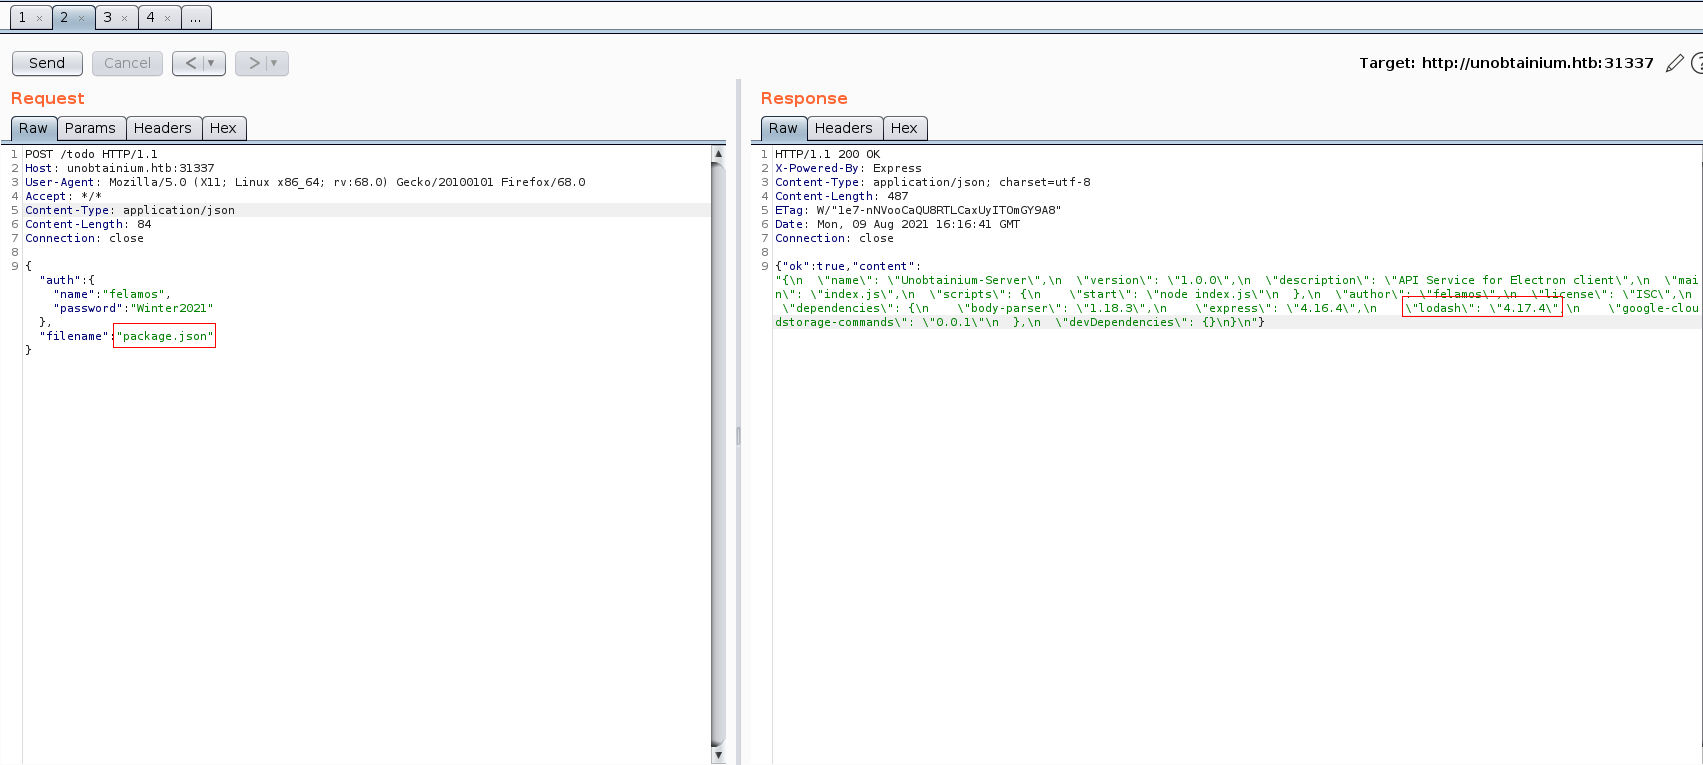 1 × 2 × 3 × 4 × ...
Send Cancel < ▼ > ▼ Target: http://unobtainium.htb:31337 ?
Request
Raw Params Headers Hex
1 POST /todo HTTP/1.1
2 Host: unobtainium.htb:31337
3 User-Agent: Mozilla/5.0 (X11; Linux x86_64; rv:68.0) Gecko/20100101 Firefox/68.0
4 Accept: */*
5 Content-Type: application/json
6 Content-Length: 84
7 Connection: close
8
9 {
"auth":{
"name":"felamos",
"password":"Winter2021"
},
"filename":"package.json"
}
Response
Raw Headers Hex
1 HTTP/1.1 200 OK
2 X-Powered-By: Express
3 Content-Type: application/json; charset=utf-8
4 Content-Length: 487
5 ETag: W/"1e7-nNVooCaQU8RTLCaxUyITOmGY9A8"
6 Date: Mon, 09 Aug 2021 16:16:41 GMT
7 Connection: close
8
9 {"ok":true,"content":
"{\n  \"name\": \"Unobtainium-Server\",\n  \"version\": \"1.0.0\",\n  \"description\": \"API Service for Electron client\",\n  \"mai
n\": \"index.js\",\n  \"scripts\": {\n    \"start\": \"node index.js\"\n  },\n  \"author\": \"felamos\",\n  \"license\": \"ISC\",\n
\"dependencies\": {\n    \"body-parser\": \"1.18.3\",\n    \"express\": \"4.16.4\",\n    \"lodash\": \"4.17.4\",\n    \"google-clou
dstorage-commands\": \"0.0.1\"\n  },\n  \"devDependencies\": {}\n}\n"}